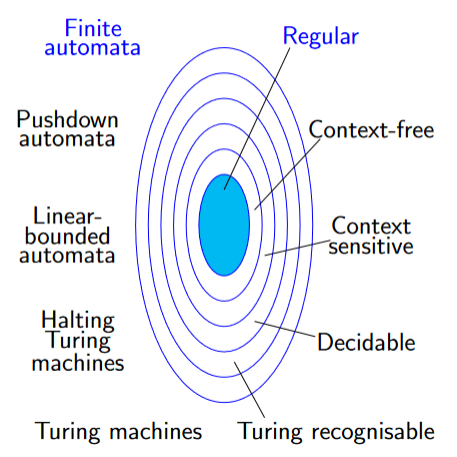 Finite
automata
Regular
Pushdown
automata
Context-free
Linear-
bounded
automata
Context
sensitive
Halting
Turing
machines
Decidable
Turing machines
Turing recognisable